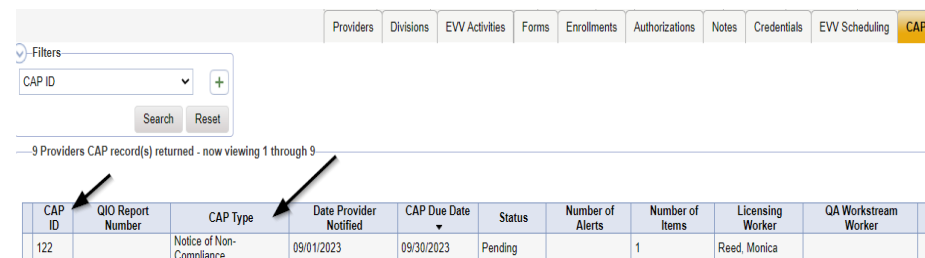 Providers Divisions EVV Activities Forms Enrollments Authorizations Notes Credentials EVV Scheduling CAP
Filters
CAP ID
+
Search Reset
9 Providers CAP record(s) returned - now viewing 1 through 9
CAP ID QIO Report Number CAP Type Date Provider Notified CAP Due Date Status Number of Alerts Number of Items Licensing Worker QA Workstream Worker
122 Notice of Non-Compliance 09/01/2023 09/30/2023 Pending 1 Reed, Monica